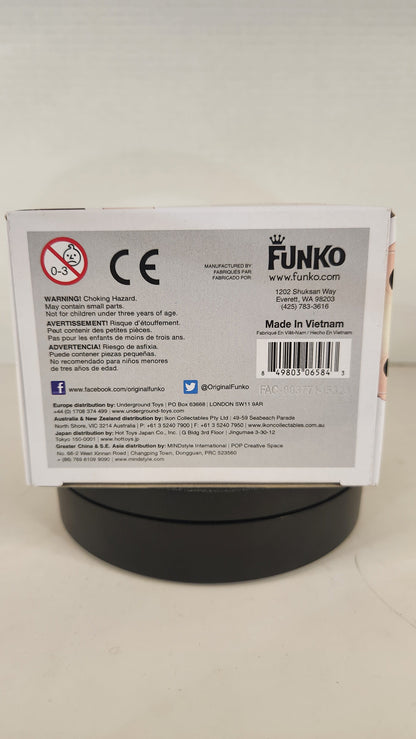 0-3
CE
MANUFACTURED BY
FABRIQUÉS PAR:
FABRICADO POR:
FUNKO
www.funko.com
1202 Shuksan Way
Everett, WA 98203
(425) 783-3616
Made In Vietnam
Fabriqué En Viêt-Nam / Hecho En Vietnam
WARNING! Choking Hazard.
May contain small parts.
Not for children under three years of age.
AVERTISSEMENT! Risque d'étouffement.
Peut contenir des petites pièces.
Pas pour les enfants de moins de trois ans.
ADVERTENCIA! Riesgo de asfixia.
Puede contener piezas pequeñas.
No recomendado para niños menores
de tres años de edad.
8 49803 06584 3
www.facebook.com/originalfunko
@OriginalFunko
Europe distribution by: Underground Toys | PO Box 63668 | LONDON SW11 9AR
+44 (0) 1708 374 499 | www.underground-toys.com
Australia & New Zealand distribution by: Ikon Collectables Pty Ltd | 49-59 Seabeach Parade
North Shore, VIC 3214 Australia | P: +61 3 5240 7900 | F: +61 3 5240 7950 | www.ikoncollectables.com.au
Japan distribution by: Hot Toys Japan Co., Inc. | G Bldg 3rd Floor | Jingumae 3-30-12
Tokyo 150-0001 | www.hottoys.jp
Greater China & S.E. Asia distribution by: MINDstyle International | POP Creative Space
No. 66-2 West Xinnan Road | Changping Town, Dongguan, PRC 523560
+ (86) 769 6109 9090 | www.mindstyle.com